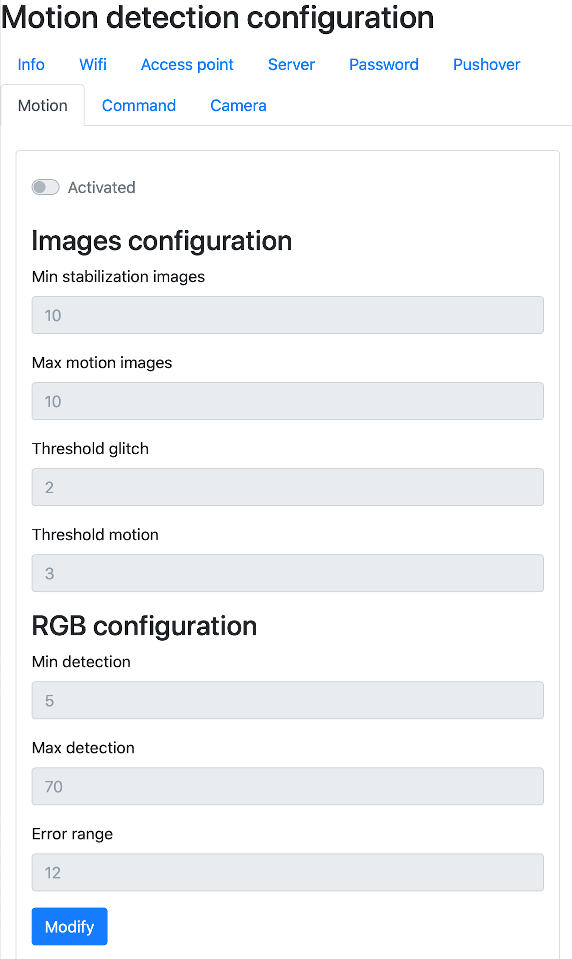 Motion detection configuration
Info Wifi Access point Server Password Pushover
Motion Command Camera
Activated
Images configuration
Min stabilization images
10
Max motion images
10
Threshold glitch
2
Threshold motion
3
RGB configuration
Min detection
5
Max detection
70
Error range
12
Modify